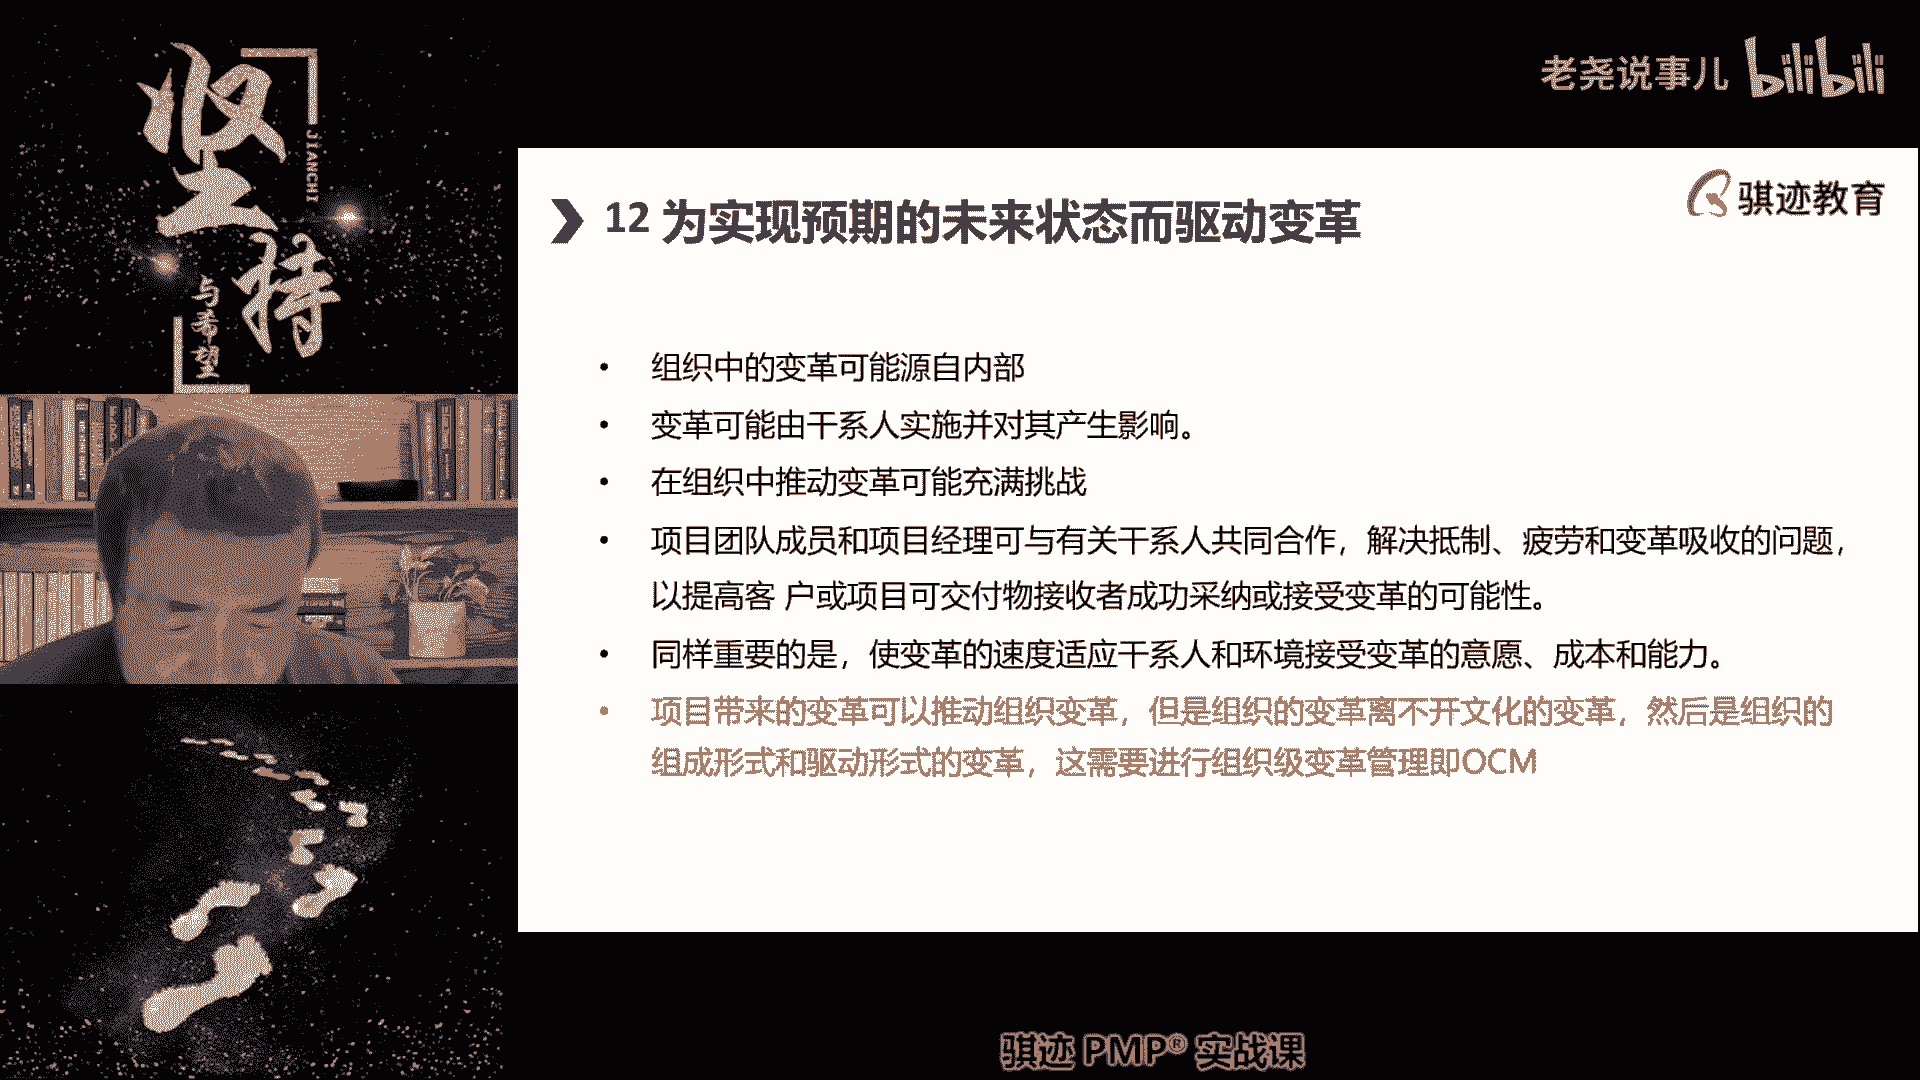 坚持
JIANCHI
与希望
老尧说事儿 bilibili
骐迹教育
12 为实现预期的未来状态而驱动变革
• 组织中的变革可能源自内部
• 变革可能由干系人实施并对其产生影响。
• 在组织中推动变革可能充满挑战
• 项目团队成员和项目经理可与有关干系人共同合作，解决抵制、疲劳和变革吸收的问题，
以提高客 户或项目可交付物接收者成功采纳或接受变革的可能性。
• 同样重要的是，使变革的速度适应干系人和环境接受变革的意愿、成本和能力。
• 项目带来的变革可以推动组织变革，但是组织的变革离不开文化的变革，然后是组织的
组成形式和驱动形式的变革，这需要进行组织级变革管理即OCM
骐迹 PMP® 实战课